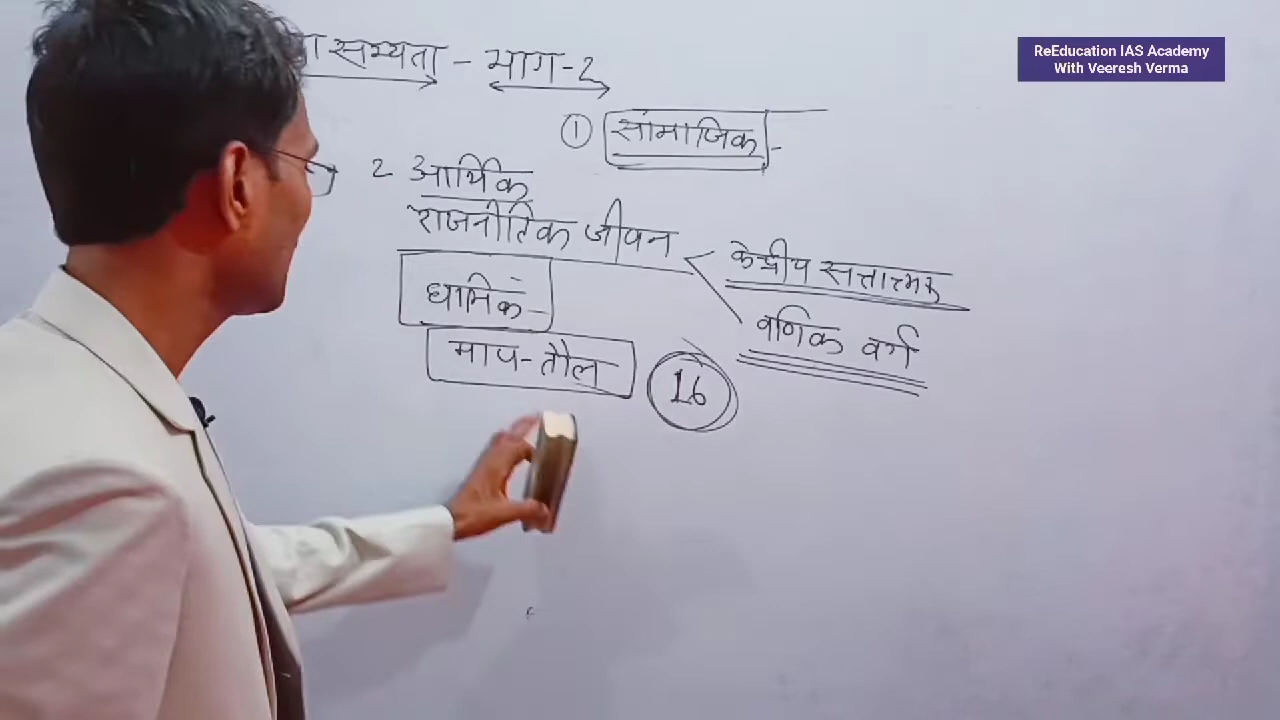 सभ्यता - भाग-2
ReEducation IAS Academy
With Veeresh Verma
① सामाजिक -
2 आर्थिक
राजनीतिक जीवन
केन्द्रीय सत्तात्मक
धार्मिक -
वणिक वर्ग
माप-तौल 16